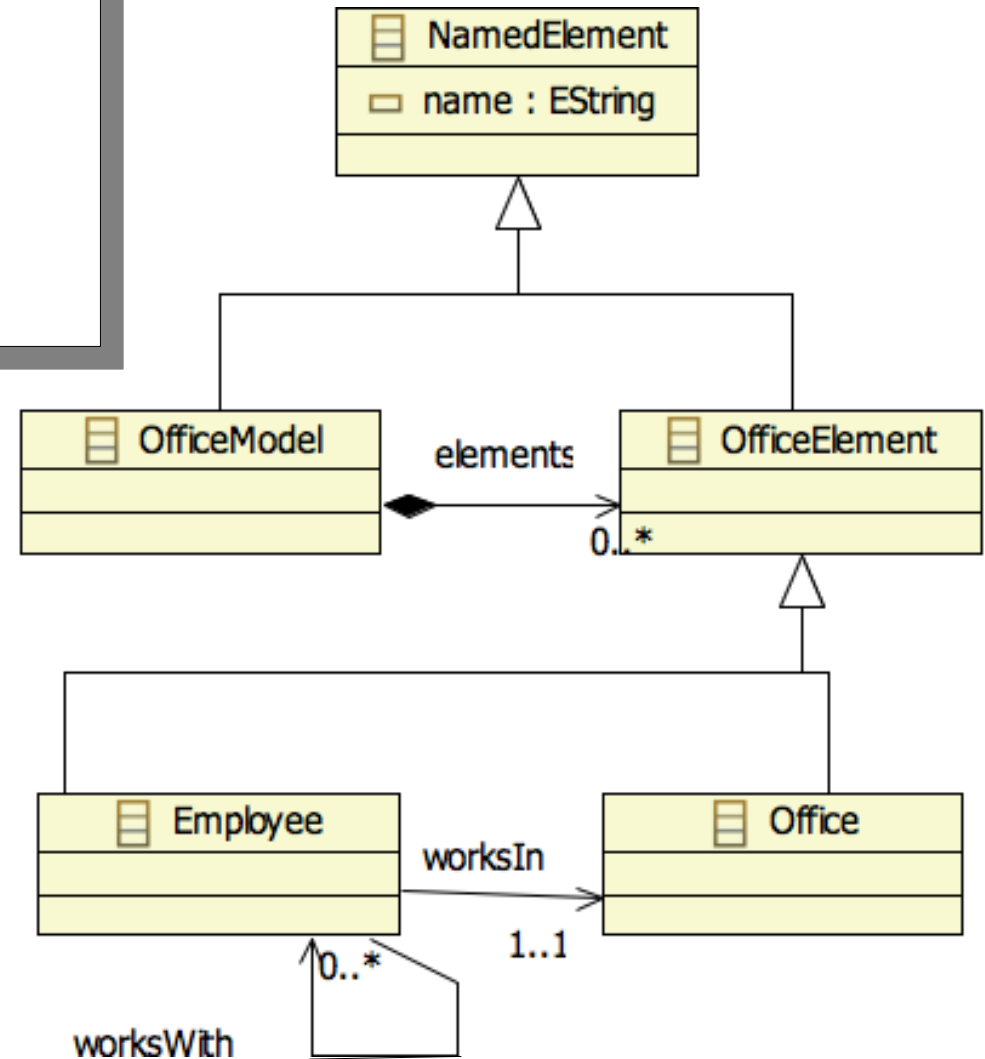 NamedElement
name : EString
OfficeModel
elements
OfficeElement
0..*
Employee
worksIn
Office
1..1
0..*
worksWith